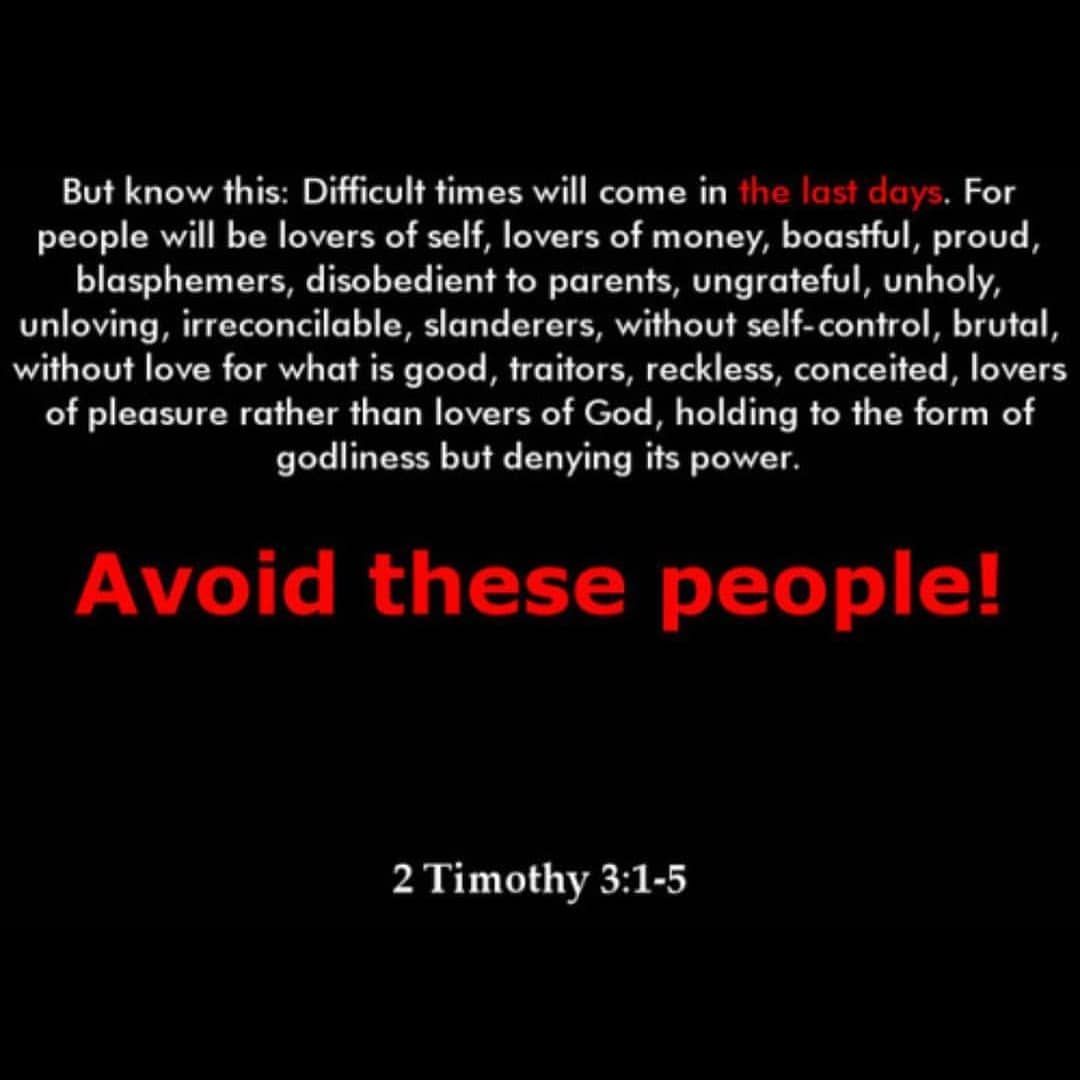 But know this: Difficult times will come in the last days. For
people will be lovers of self, lovers of money, boastful, proud,
blasphemers, disobedient to parents, ungrateful, unholy,
unloving, irreconcilable, slanderers, without self-control, brutal,
without love for what is good, traitors, reckless, conceited, lovers
of pleasure rather than lovers of God, holding to the form of
godliness but denying its power.
Avoid these people!
2 Timothy 3:1-5